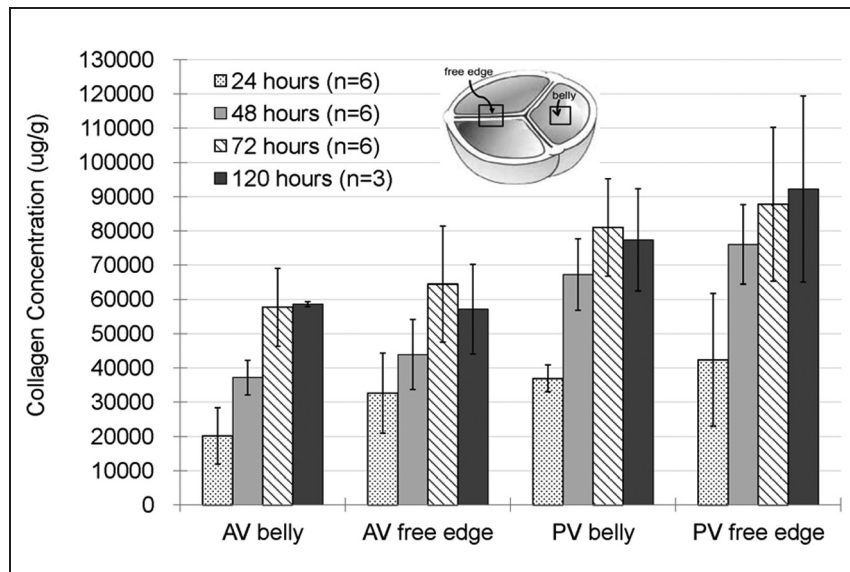 130000
120000
110000
100000
90000
80000
70000
60000
50000
40000
30000
20000
10000
0
Collagen Concentration (ug/g)
24 hours (n=6)
48 hours (n=6)
72 hours (n=6)
120 hours (n=3)
free edge
belly
AV belly
AV free edge
PV belly
PV free edge